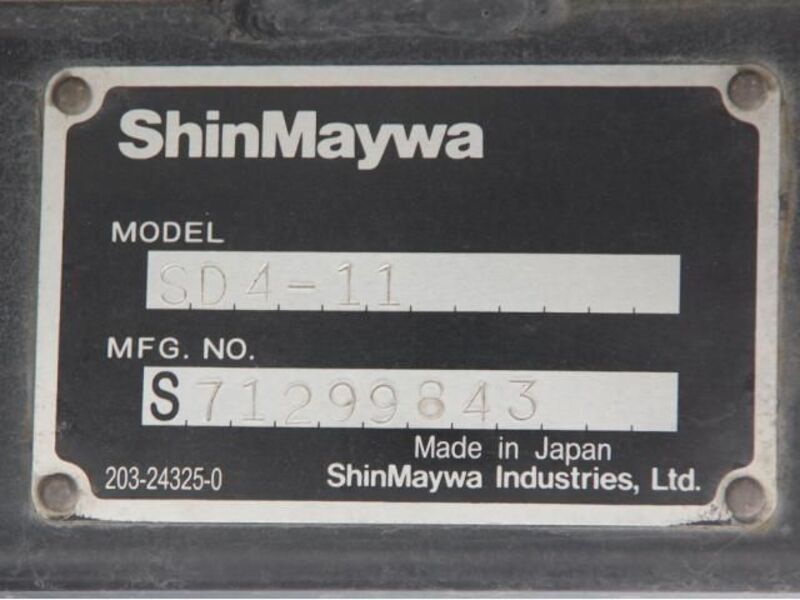 ShinMaywa
MODEL
SD4-11
MFG. NO.
S71299843
Made in Japan
203-24325-0 ShinMaywa Industries, Ltd.